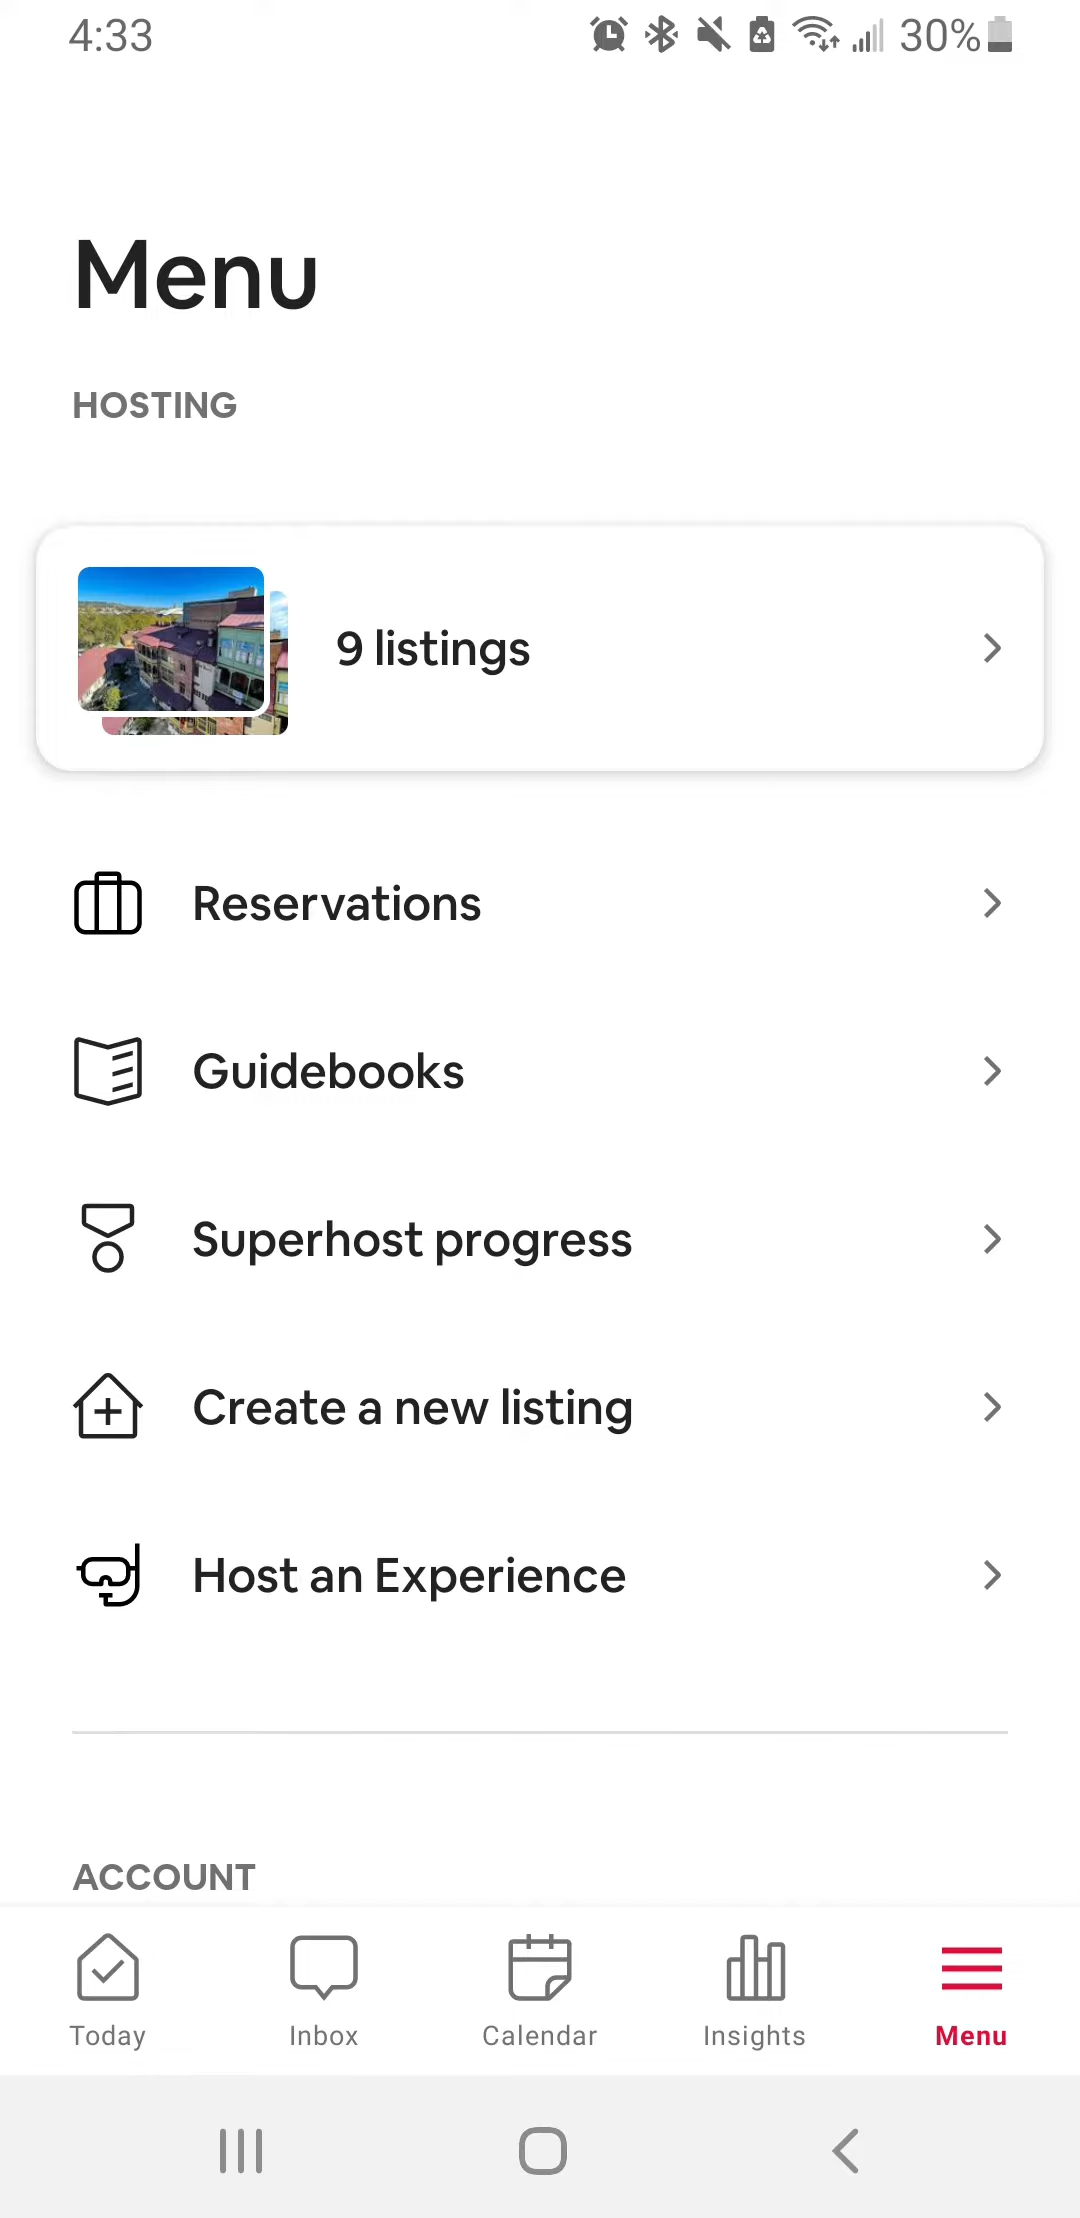 4:33
30%
Menu
HOSTING
9 listings
Reservations
Guidebooks
Superhost progress
Create a new listing
Host an Experience
ACCOUNT
Today
Inbox
Calendar
Insights
Menu